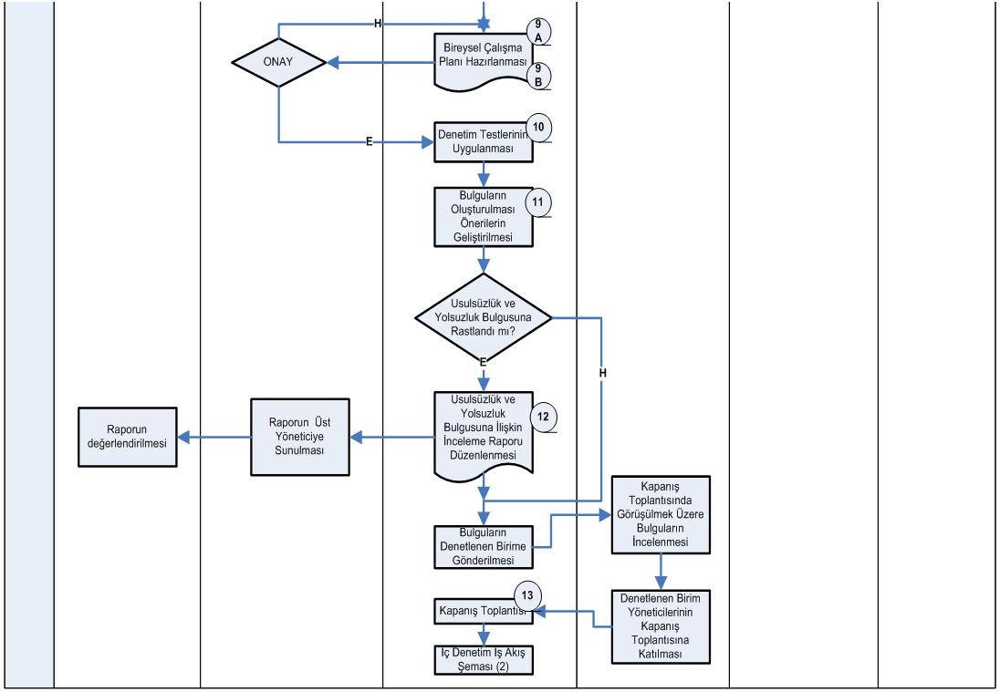 H
9
A
Bireysel Çalışma
Planı Hazırlanması
9
B
ONAY
E
10
Denetim Testlerinin
Uygulanması
11
Bulguların
Oluşturulması
Önerilerin
Geliştirilmesi
Usulsüzlük ve
Yolsuzluk Bulgusuna
Rastlandı mı?
E
H
12
Usulsüzlük ve
Yolsuzluk
Bulgusuna İlişkin
İnceleme Raporu
Düzenlenmesi
Raporun Üst
Yöneticiye
Sunulması
Raporun
değerlendirilmesi
Bulguların
Denetlenen Birime
Gönderilmesi
Kapanış
Toplantısında
Görüşülmek Üzere
Bulguların
İncelenmesi
Denetlenen Birim
Yöneticilerinin
Kapanış
Toplantısına
Katılması
13
Kapanış Toplantısı
İç Denetim İş Akış
Şeması (2)